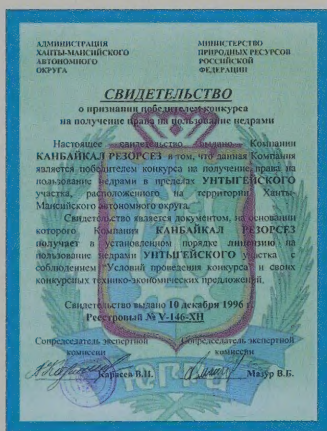 АДМИНИСТРАЦИЯ
ХАНТЫ-МАНСИЙСКОГО
АВТОНОМНОГО
ОКРУГА
МИНИСТЕРСТВО
ПРИРОДНЫХ РЕСУРСОВ
РОССИЙСКОЙ
ФЕДЕРАЦИИ
СВИДЕТЕЛЬСТВО
о признании победителем конкурса
на получение права на пользование недрами
Настоящее свидетельство выдано Компании
КАНБАЙКАЛ РЕЗОРСЕЗ в том, что данная Компания
является победителем конкурса на получение права на
пользование недрами в пределах УНТЫГЕЙСКОГО
участка, расположенного на территории Ханты-
Мансийского автономного округа.
Свидетельство является документом, на основании
которого Компания КАНБАЙКАЛ РЕЗОРСЕЗ
получает в установленном порядке лицензию на
пользование недрами УНТЫГЕЙСКОГО участка с
соблюдением "Условий проведения конкурса" и своих
конкурсных технико-экономических предложений.
Свидетельство выдано 10 декабря 1996 г.
Реестровый № V-146-ХН
Сопредседатель экспертной
комиссии
Карасев В.И.
Сопредседатель экспертной
комиссии
Мазур В.Б.